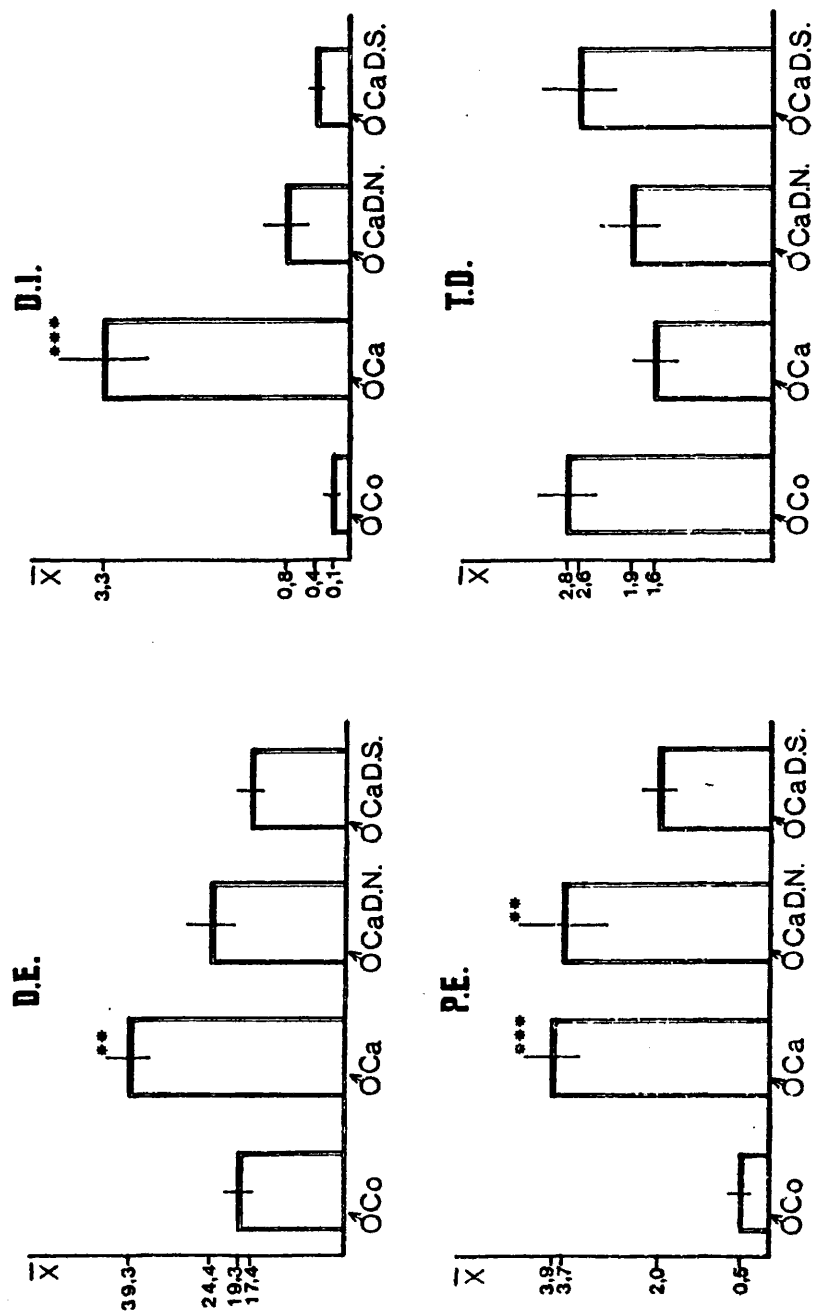 D.E.
X̄
39,3
24,4
19,3
17,4
**
♂Co ♂Ca ♂CaD.N. ♂CaD.S.
D.I.
X̄
3,3
0,8
0,4
0,1
***
♂Co ♂Ca ♂CaD.N. ♂CaD.S.
P.E.
X̄
3,9
3,7
2,0
0,5
*** **
♂Co ♂Ca ♂CaD.N. ♂CaD.S.
T.D.
X̄
2,8
2,6
1,9
1,6
♂Co ♂Ca ♂CaD.N. ♂CaD.S.